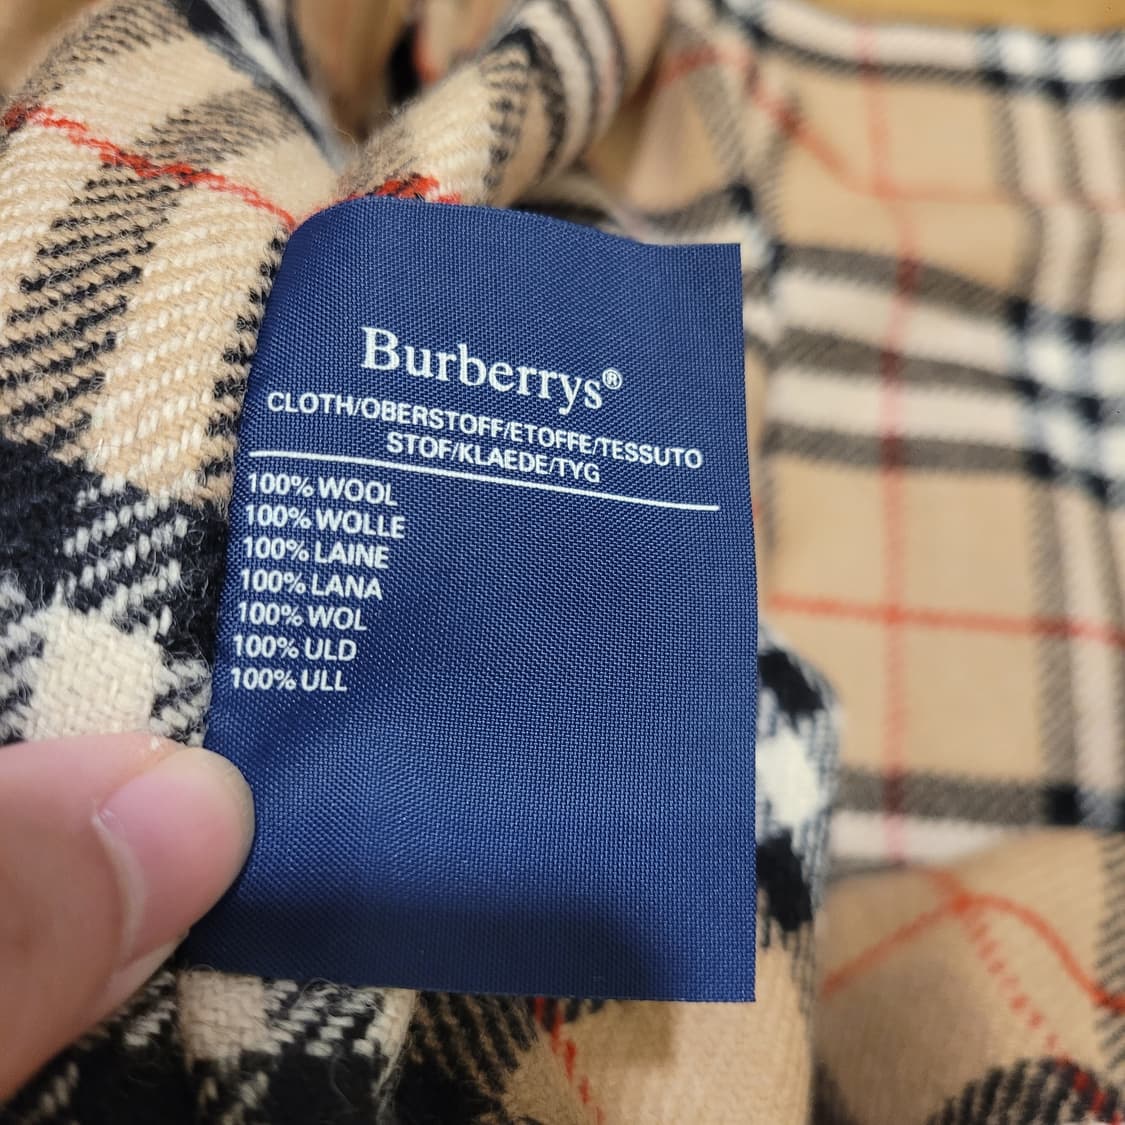 Burberrys®
CLOTH/OBERSTOFF/ETOFFE/TESSUTO
STOF/KLAEDE/TYG
100% WOOL
100% WOLLE
100% LAINE
100% LANA
100% WOL
100% ULD
100% ULL